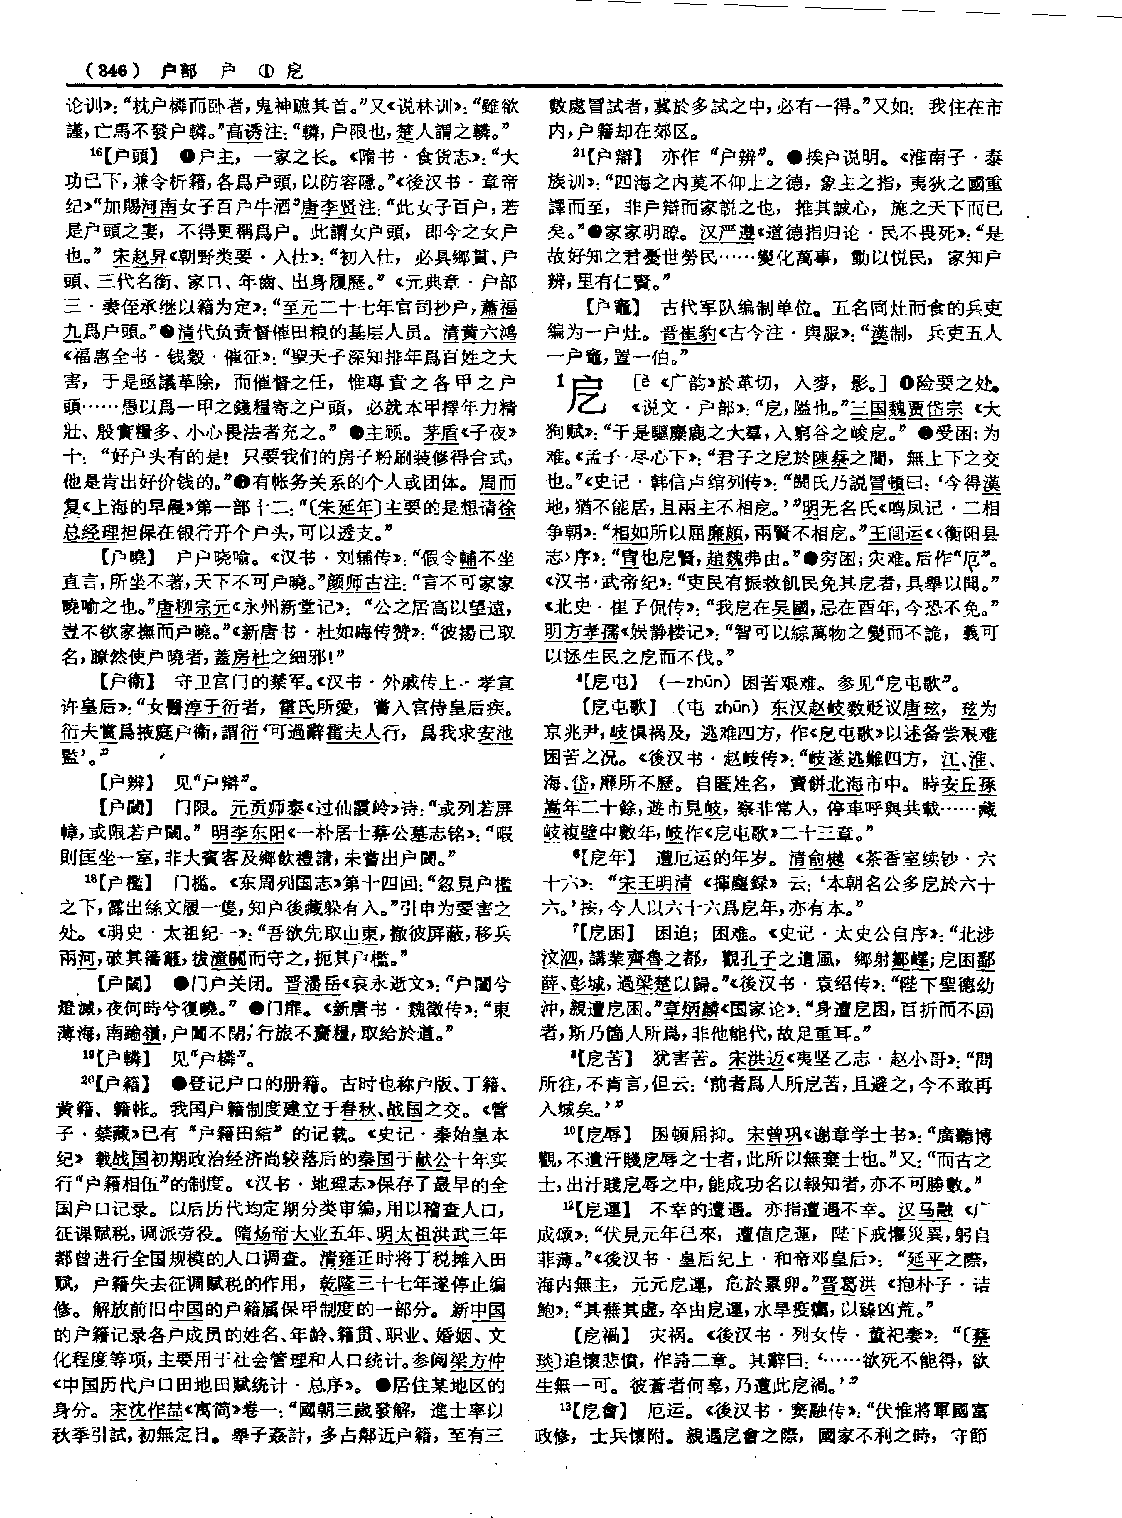 （346） 户部 户 ① 戹
论训》：“枕户橉而卧者，鬼神蹠其首。”又《说林训》：“雖欲
謹，亡馬不發户轔。”高诱注：“轔，户限也，楚人謂之轔。”
16【户頭】 ❶户主，一家之长。《隋书·食货志》：“大
功已下，兼令析籍，各爲户頭，以防容隱。”《後汉书·章帝
纪》“加賜河南女子百户牛酒”唐李贤注：“此女子百户，若
是户頭之妻，不得更稱爲户。此謂女户頭，即今之女户
也。”宋赵昇《朝野类要·入仕》：“初入仕，必具鄉貫、户
頭、三代名銜、家口、年齒、出身履歷。”《元典章·户部
三·妻侄承继以籍为定》：“至元二十七年官司抄户，蕭福
九爲户頭。”❷清代负责督催田粮的基层人员。清黄六鸿
《福惠全书·钱穀·催征》：“聖天子深知排年爲百姓之大
害，于是亟議革除，而催督之任，惟專責之各甲之户
頭……愚以爲一甲之錢糧寄之户頭，必就本甲擇年力精
壯、殷實糧多、小心畏法者充之。”❸主顾。茅盾《子夜》
十：“好户头有的是！只要我们的房子粉刷装修得合式，
他是肯出好价钱的。”❹有帐务关系的个人或团体。周而
复《上海的早晨》第一部十二：“〔朱延年〕主要的是想请徐
总经理担保在银行开个户头，可以透支。”
【户曉】 户户晓喻。《汉书·刘辅传》：“假令輔不坐
直言，所坐不著，天下不可户曉。”颜师古注：“言不可家家
曉喻之也。”唐柳宗元《永州新堂记》：“公之居高以望遠，
豈不欲家撫而户曉。”《新唐书·杜如晦传赞》：“彼揚己取
名，瞭然使户曉者，蓋房杜之细邪！”
【户衛】 守卫宫门的禁军。《汉书·外戚传上·孝宣
许皇后》：“女醫淳于衍者，霍氏所愛，嘗入宫侍皇后疾。
衍夫賞爲掖庭户衛，謂衍‘可過辭霍夫人行，爲我求安池
監’。”
【户辨】 见“户辯”。
【户閾】 门限。元贡师泰《过仙霞岭》诗：“或列若屏
幛，或限若户閾。”明李东阳《一朴居士蔡公墓志铭》：“暇
則匡坐一室，非大賓客及鄉飲禮請，未嘗出户閾。”
18【户檻】 门槛。《东周列国志》第十四回：“忽見户檻
之下，露出絲文屨一隻，知户後藏躲有人。”引申为要害之
处。《明史·太祖纪一》：“吾欲先取山東，撤彼屏蔽，移兵
兩河，破其藩籬，拔潼關而守之，扼其户檻。”
【户闔】 ❶门户关闭。晋潘岳《哀永逝文》：“户闔兮
燈滅，夜何時兮復曉。”❷门扉。《新唐书·魏徵传》：“東
薄海，南踰嶺，户闔不閉，行旅不齎糧，取給於道。”
19【户轔】 见“户橉”。
20【户籍】 ❶登记户口的册籍。古时也称户版、丁籍、
黄籍、籍帐。我国户籍制度建立于春秋、战国之交。《管
子·禁藏》已有“户籍田結”的记载。《史记·秦始皇本
纪》载战国初期政治经济尚较落后的秦国于献公十年实
行“户籍相伍”的制度。《汉书·地理志》保存了最早的全
国户口记录。以后历代均定期分类审编，用以稽查人口，
征课赋税，调派劳役。隋炀帝大业五年、明太祖洪武三年
都曾进行全国规模的人口调查。清雍正时将丁税摊入田
赋，户籍失去征调赋税的作用，乾隆三十七年遂停止编
修。解放前旧中国的户籍属保甲制度的一部分。新中国
的户籍记录各户成员的姓名、年龄、籍贯、职业、婚姻、文
化程度等项，主要用于社会管理和人口统计。参阅梁方仲
《中国历代户口田地田赋统计·总序》。❷居住某地区的
身分。宋沈作喆《寓简》卷一：“國朝三歲發解，進士率以
秋季引試，初無定日。舉子姦計，多占鄰近户籍，至有三
數處冒試者，冀於多試之中，必有一得。”又如：我住在市
内，户籍却在郊区。
21【户辯】 亦作“户辨”。❶挨户说明。《淮南子·泰
族训》：“四海之内莫不仰上之德，象主之指，夷狄之國重
譯而至，非户辯而家説之也，推其誠心，施之天下而已
矣。”❷家家明瞭。汉严遵《道德指归论·民不畏死》：“是
故好知之君憂世勞民……變化萬事，動以悦民，家知户
辨，里有仁賢。”
【户竈】 古代军队编制单位。五名同灶而食的兵吏
编为一户灶。晋崔豹《古今注·舆服》：“漢制，兵吏五人
一户竈，置一伯。”
1戹 ［è 《广韵》於革切，入麥，影。］ ❶险要之处。
《说文·户部》：“戹，隘也。”三国魏贾岱宗《大
狗赋》：“于是驅麋鹿之大羣，入窮谷之峻戹。”❷受困；为
难。《孟子·尽心下》：“君子之戹於陳蔡之間，無上下之交
也。”《史记·韩信卢绾列传》：“閼氏乃説冒頓曰：‘今得漢
地，猶不能居，且兩主不相戹。’”明无名氏《鸣凤记·二相
争朝》：“相如所以屈廉頗，兩賢不相戹。”王闿运《〈衡阳县
志〉序》：“甯也戹賢，趙魏弗由。”❸穷困；灾难。后作“厄”。
《汉书·武帝纪》：“吏民有振救飢民免其戹者，具舉以聞。”
《北史·崔子侃传》：“我戹在吴國，忌在酉年，今恐不免。”
明方孝孺《娱静楼记》：“智可以綜萬物之變而不詭，義可
以拯生民之戹而不伐。”
4【戹屯】 （—zhūn）困苦艰难。参见“戹屯歌”。
【戹屯歌】（屯 zhūn）东汉赵岐数贬议唐玹，玹为
京兆尹，岐惧祸及，逃难四方，作《戹屯歌》以述备尝艰难
困苦之况。《後汉书·赵岐传》：“岐遂逃難四方，江、淮、
海、岱，靡所不歷。自匿姓名，賣餅北海市中。時安丘孫
嵩年二十餘，遊市見岐，察非常人，停車呼與共載……藏
岐複壁中數年，岐作《戹屯歌》二十三章。”
6【戹年】 遭厄运的年岁。清俞樾《茶香室续钞·六
十六》：“宋王明清《揮麈録》云：‘本朝名公多戹於六十
六。’按，今人以六十六爲戹年，亦有本。”
7【戹困】 困迫；困难。《史记·太史公自序》：“北涉
汶泗，講業齊魯之都，觀孔子之遺風，鄉射鄒嶧；戹困鄱
薛、彭城，過梁楚以歸。”《後汉书·袁绍传》：“陛下聖德幼
沖，親遭戹困。”章炳麟《国家论》：“身遭戹困，百折而不回
者，斯乃箇人所爲，非他能代，故足重耳。”
8【戹苦】 犹害苦。宋洪迈《夷坚乙志·赵小哥》：“問
所往，不肯言，但云：‘前者爲人所戹苦，且避之，今不敢再
入城矣。’”
10【戹辱】 困顿屈抑。宋曾巩《谢章学士书》：“廣聽博
觀，不遺汙賤戹辱之士者，此所以無棄士也。”又：“而古之
士，出汙賤戹辱之中，能成功名以報知者，亦不可勝數。”
12【戹運】 不幸的遭遇。亦指遭遇不幸。汉马融《广
成颂》：“伏見元年已來，遭值戹運，陛下戒懼災異，躬自
菲薄。”《後汉书·皇后纪上·和帝邓皇后》：“延平之際，
海内無主，元元戹運，危於累卵。”晋葛洪《抱朴子·诘
鲍》：“其蕪其虚，卒由戹運，水旱疫癘，以臻凶荒。”
【戹禍】 灾祸。《後汉书·列女传·董祀妻》：“〔蔡
琰〕追懷悲憤，作詩二章。其辭曰：‘……欲死不能得，欲
生無一可。彼蒼者何辜，乃遭此戹禍。’”
13【戹會】 厄运。《後汉书·窦融传》：“伏惟將軍國富
政修，士兵懷附。親遇戹會之際，國家不利之時，守節